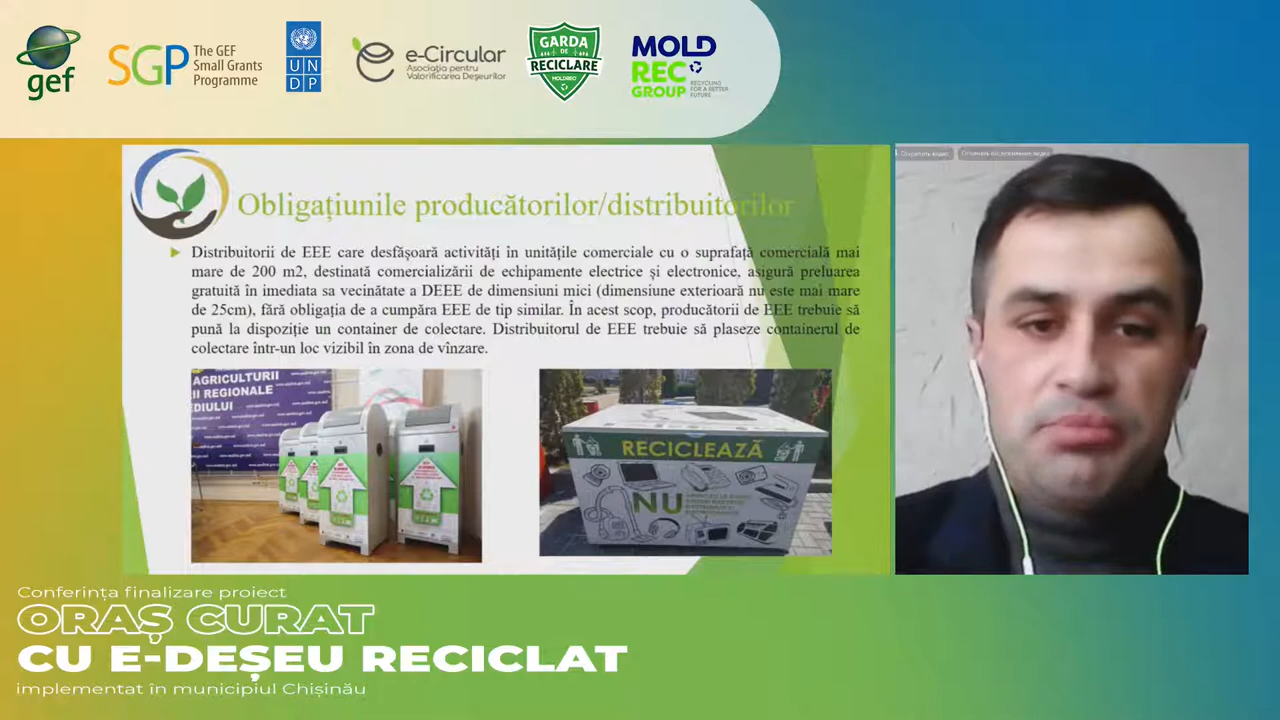 gef
SGP
The GEF
Small Grants
Programme
U N
D P
e-Circular
Asociația pentru
Valorificarea Deșeurilor
GARDA
DE
RECICLARE
MOLDREC
MOLD
REC
GROUP
RECYCLING
FOR A BETTER
FUTURE
Obligațiunile producătorilor/distribuitorilor
Distribuitorii de EEE care desfășoară activități în unitățile comerciale cu o suprafață comercială mai
mare de 200 m2, destinată comercializării de echipamente electrice și electronice, asigură preluarea
gratuită în imediata sa vecinătate a DEEE de dimensiuni mici (dimensiune exterioară nu este mai mare
de 25cm), fără obligația de a cumpăra EEE de tip similar. În acest scop, producătorii de EEE trebuie să
pună la dispoziție un container de colectare. Distribuitorul de EEE trebuie să plaseze containerul de
colectare într-un loc vizibil în zona de vînzare.
AGRICULTURII
II REGIONALE
EDIULUI
RECICLEAZĂ
NU
Conferința finalizare proiect
ORAȘ CURAT
CU E-DEȘEU RECICLAT
implementat în municipiul Chișinău